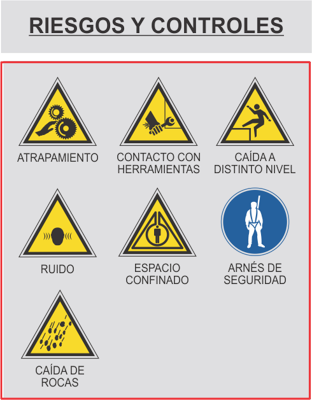 RIESGOS Y CONTROLES
ATRAPAMIENTO
CONTACTO CON
HERRAMIENTAS
CAÍDA A
DISTINTO NIVEL
RUIDO
ESPACIO
CONFINADO
ARNÉS DE
SEGURIDAD
CAÍDA DE
ROCAS